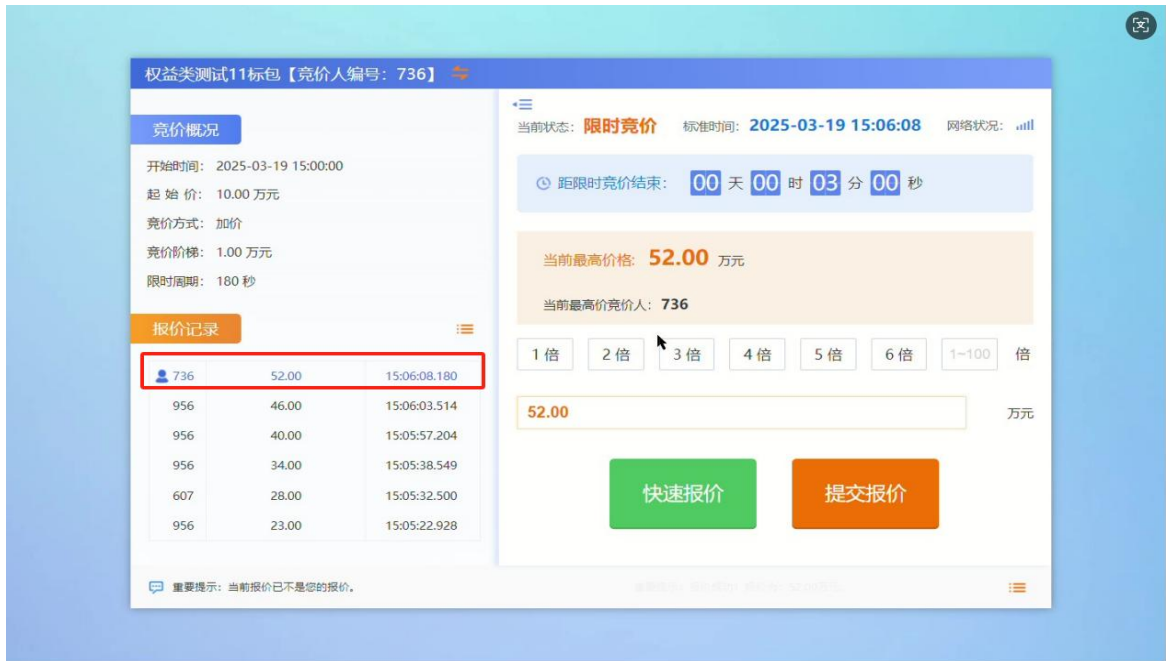 权益类测试11标包【竞价人编号：736】
竞价概况
开始时间： 2025-03-19 15:00:00
起 始 价： 10.00 万元
竞价方式： 加价
竞价阶梯： 1.00 万元
限时周期： 180 秒
报价记录
736 52.00 15:06:08.180
956 46.00 15:06:03.514
956 40.00 15:05:57.204
956 34.00 15:05:38.549
607 28.00 15:05:32.500
956 23.00 15:05:22.928
当前状态： 限时竞价 标准时间： 2025-03-19 15:06:08 网络状况：
距限时竞价结束： 00 天 00 时 03 分 00 秒
当前最高价格: 52.00 万元
当前最高价竞价人： 736
1 倍 2 倍 3 倍 4 倍 5 倍 6 倍 1~100 倍
52.00 万元
快速报价 提交报价
重要提示：当前报价已不是您的报价。